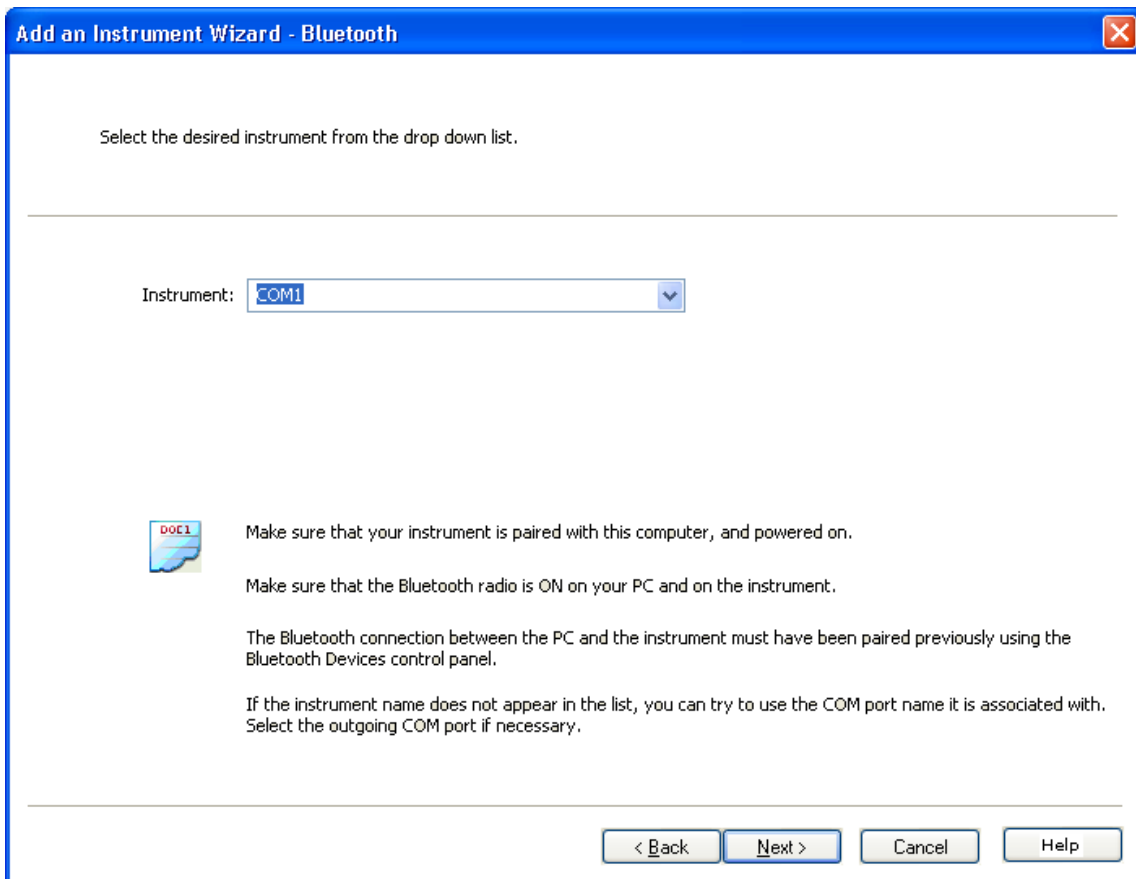 Add an Instrument Wizard - Bluetooth
Select the desired instrument from the drop down list.
Instrument: COM1
DOC1
Make sure that your instrument is paired with this computer, and powered on.
Make sure that the Bluetooth radio is ON on your PC and on the instrument.
The Bluetooth connection between the PC and the instrument must have been paired previously using the
Bluetooth Devices control panel.
If the instrument name does not appear in the list, you can try to use the COM port name it is associated with.
Select the outgoing COM port if necessary.
< Back Next > Cancel Help